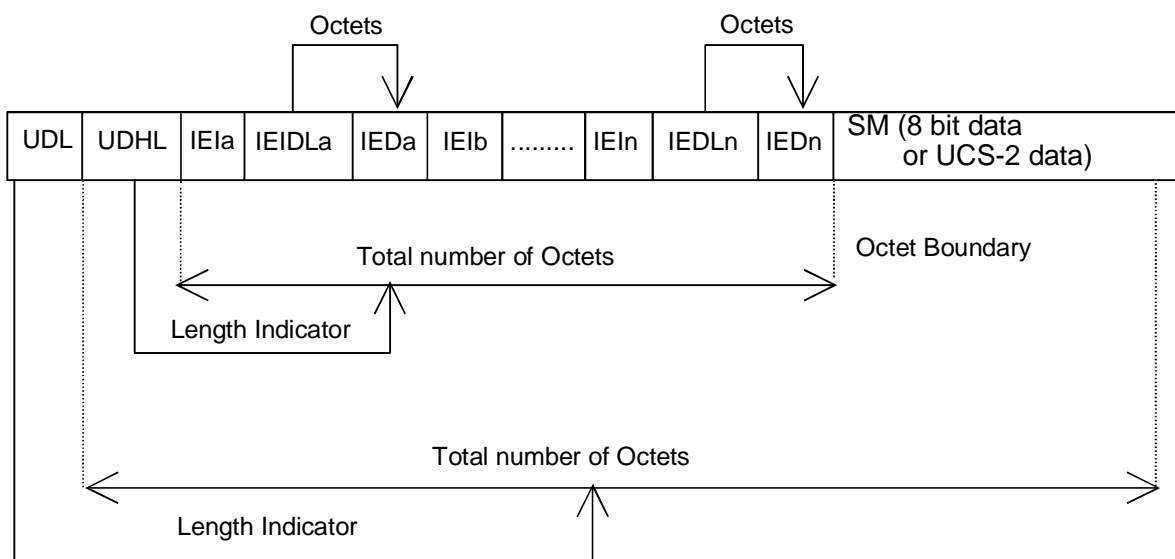 Octets Octets
UDL UDHL IEIa IEIDLa IEDa IEIb ......... IEIn IEDLn IEDn SM (8 bit data
or UCS-2 data)
Total number of Octets Octet Boundary
Length Indicator
Total number of Octets
Length Indicator